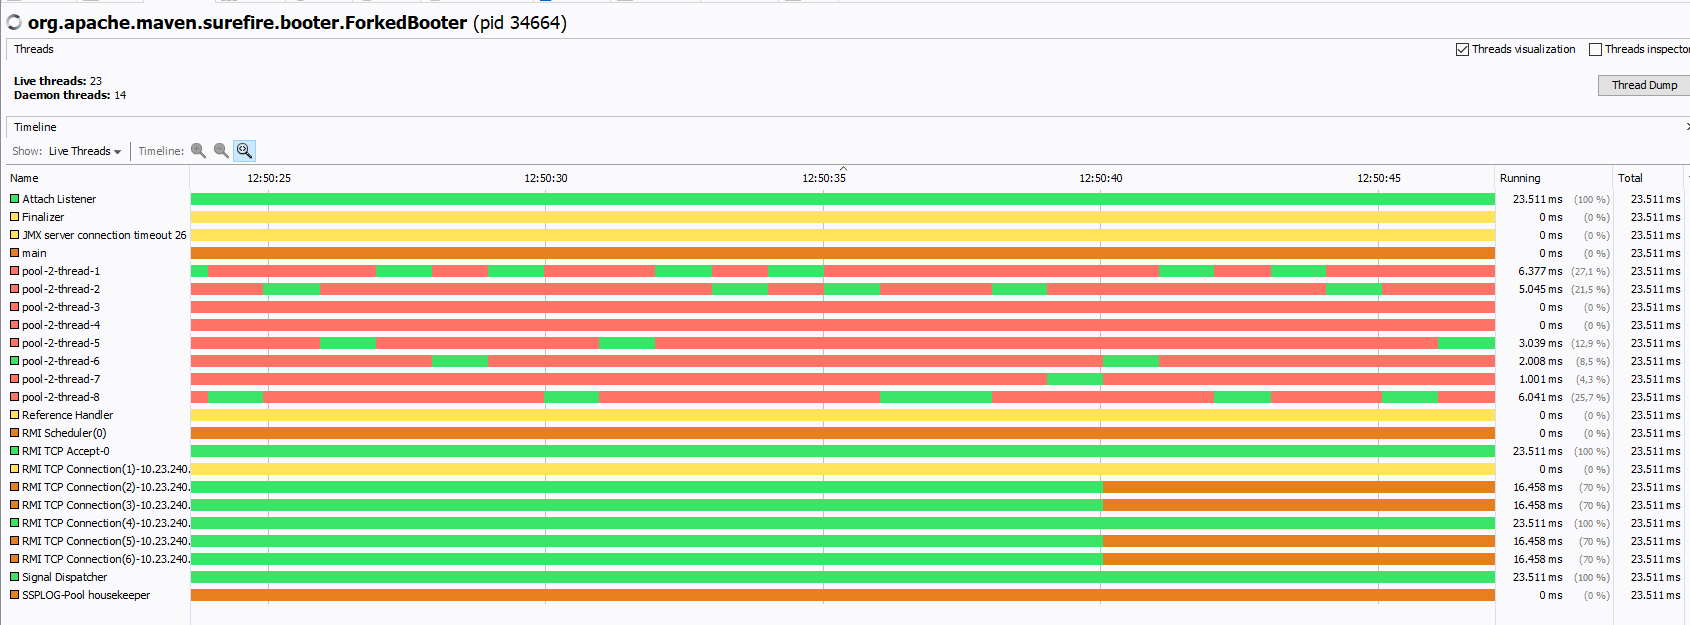 org.apache.maven.surefire.booter.ForkedBooter (pid 34664)
Threads
Threads visualization Threads inspector
Live threads: 23
Daemon threads: 14
Thread Dump
Timeline
Show: Live Threads Timeline:
Name 12:50:25 12:50:30 12:50:35 12:50:40 12:50:45 Running Total
Attach Listener 23.511 ms (100 %) 23.511 ms
Finalizer 0 ms (0 %) 23.511 ms
JMX server connection timeout 26 0 ms (0 %) 23.511 ms
main 0 ms (0 %) 23.511 ms
pool-2-thread-1 6.377 ms (27,1 %) 23.511 ms
pool-2-thread-2 5.045 ms (21,5 %) 23.511 ms
pool-2-thread-3 0 ms (0 %) 23.511 ms
pool-2-thread-4 0 ms (0 %) 23.511 ms
pool-2-thread-5 3.039 ms (12,9 %) 23.511 ms
pool-2-thread-6 2.008 ms (8,5 %) 23.511 ms
pool-2-thread-7 1.001 ms (4,3 %) 23.511 ms
pool-2-thread-8 6.041 ms (25,7 %) 23.511 ms
Reference Handler 0 ms (0 %) 23.511 ms
RMI Scheduler(0) 0 ms (0 %) 23.511 ms
RMI TCP Accept-0 23.511 ms (100 %) 23.511 ms
RMI TCP Connection(1)-10.23.240. 0 ms (0 %) 23.511 ms
RMI TCP Connection(2)-10.23.240. 16.458 ms (70 %) 23.511 ms
RMI TCP Connection(3)-10.23.240. 16.458 ms (70 %) 23.511 ms
RMI TCP Connection(4)-10.23.240. 23.511 ms (100 %) 23.511 ms
RMI TCP Connection(5)-10.23.240. 16.458 ms (70 %) 23.511 ms
RMI TCP Connection(6)-10.23.240. 16.458 ms (70 %) 23.511 ms
Signal Dispatcher 23.511 ms (100 %) 23.511 ms
SSPLOG-Pool housekeeper 0 ms (0 %) 23.511 ms